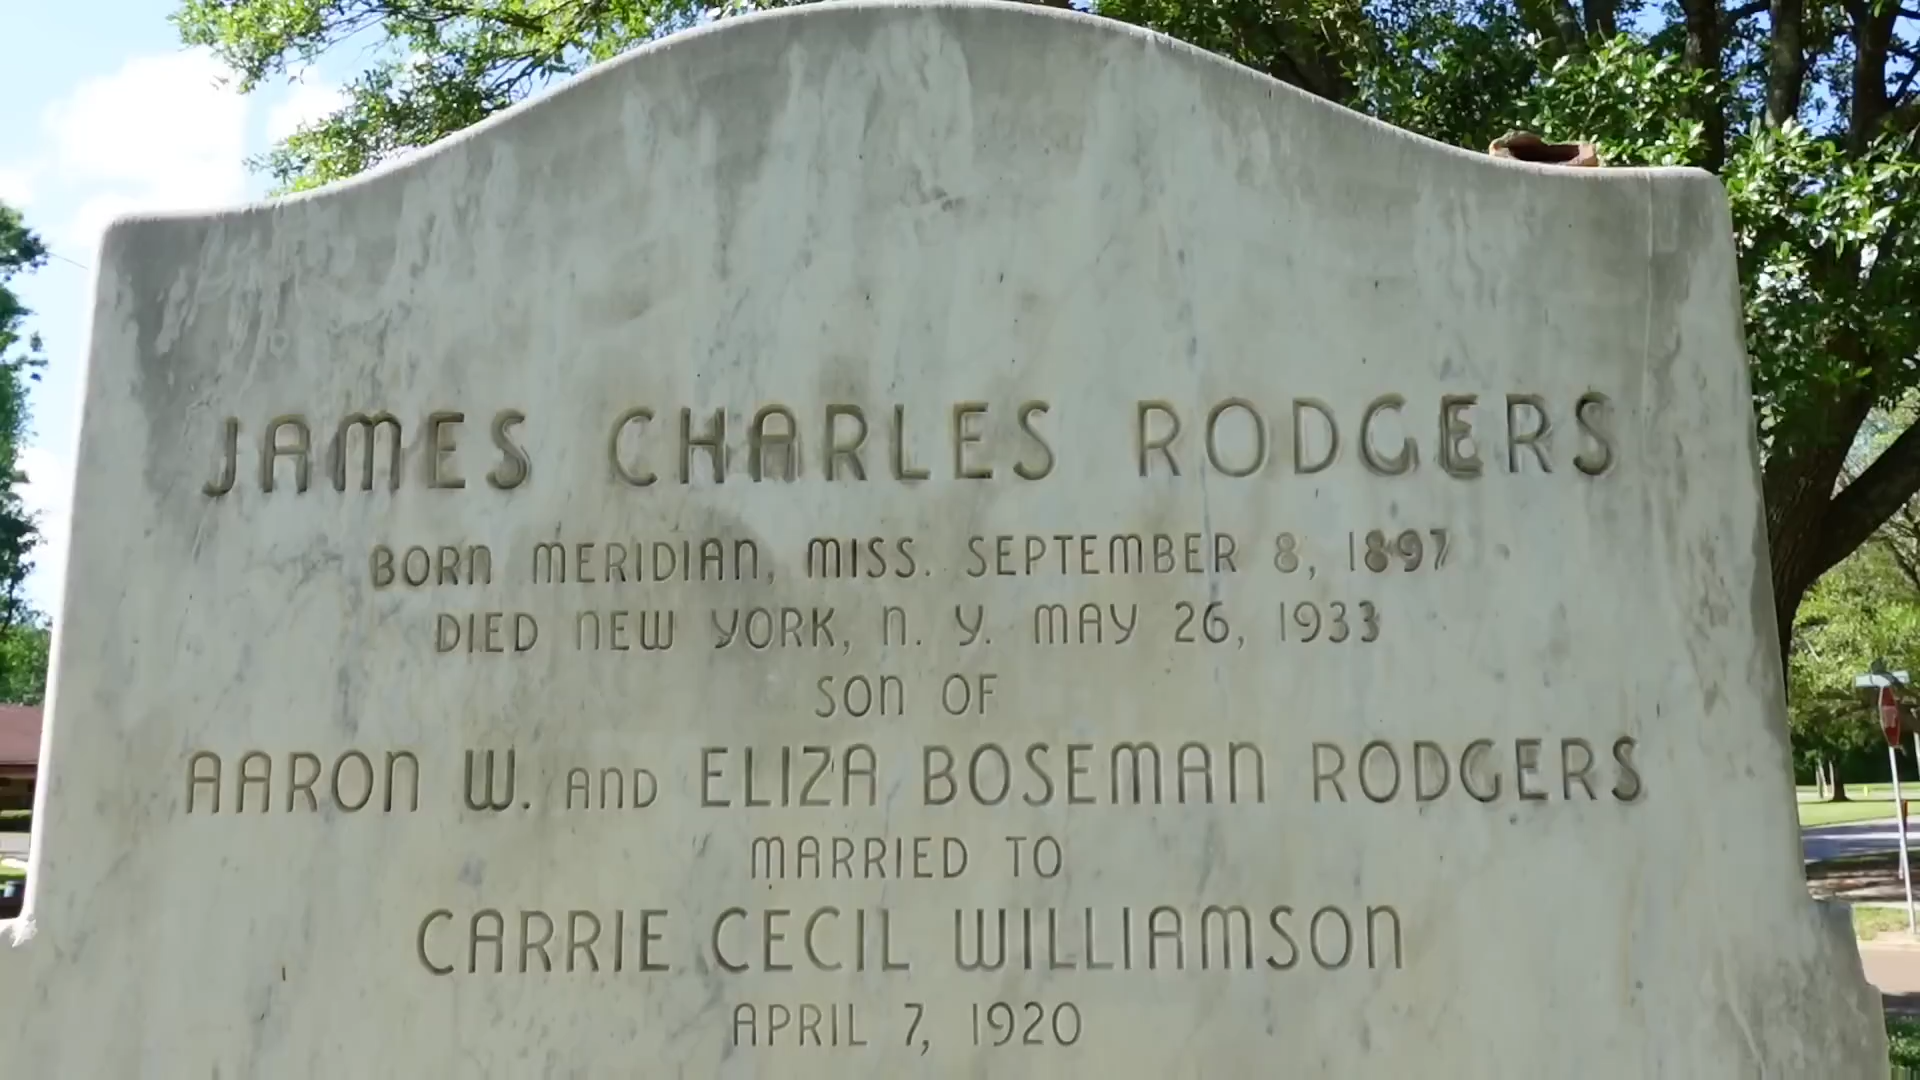 JAMES CHARLES RODGERS
BORN MERIDIAN, MISS. SEPTEMBER 8, 1897
DIED NEW YORK, N. Y. MAY 26, 1933
SON OF
AARON W. AND ELIZA BOSEMAN RODGERS
MARRIED TO
CARRIE CECIL WILLIAMSON
APRIL 7, 1920